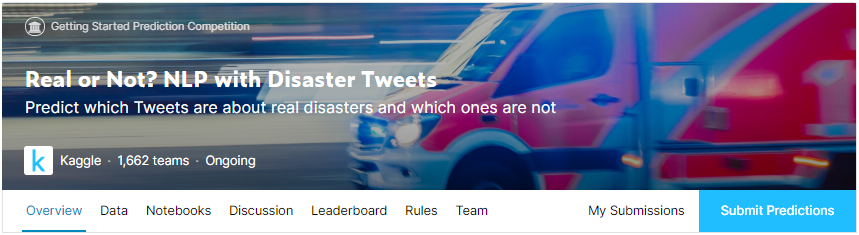 Getting Started Prediction Competition
Real or Not? NLP with Disaster Tweets
Predict which Tweets are about real disasters and which ones are not
k Kaggle · 1,662 teams · Ongoing
Overview Data Notebooks Discussion Leaderboard Rules Team My Submissions Submit Predictions